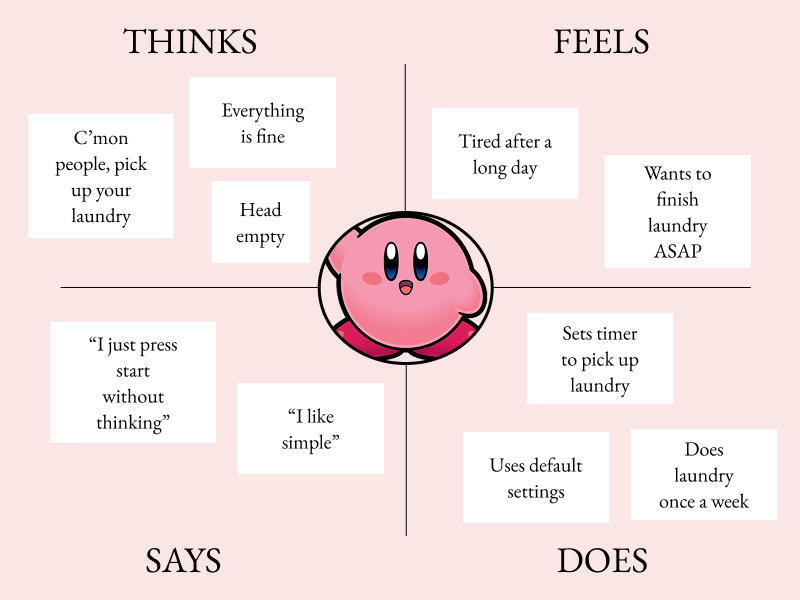 THINKS
C’mon
people, pick
up your
laundry
Everything
is fine
Head
empty
FEELS
Tired after a
long day
Wants to
finish
laundry
ASAP
“I just press
start
without
thinking”
“I like
simple”
SAYS
Sets timer
to pick up
laundry
Uses default
settings
Does
laundry
once a week
DOES